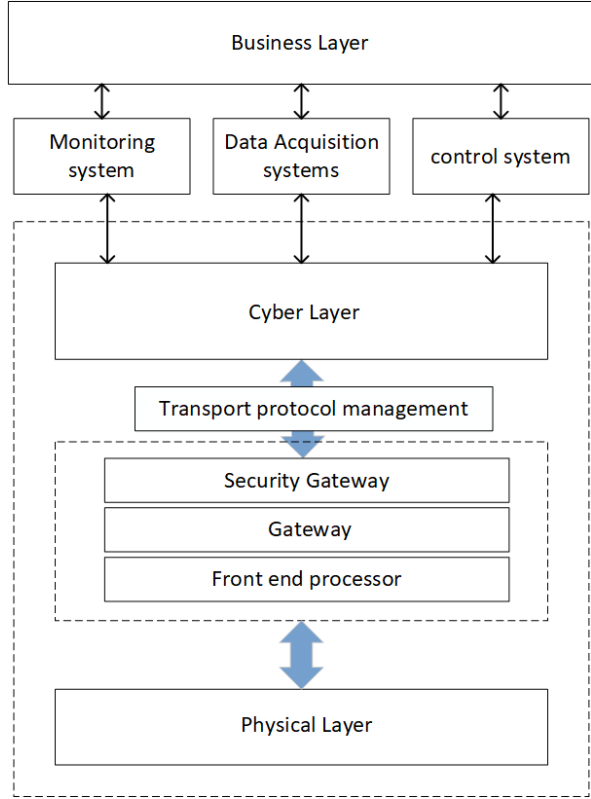 Business Layer
Monitoring
system
Data Acquisition
systems
control system
Cyber Layer
Transport protocol management
Security Gateway
Gateway
Front end processor
Physical Layer